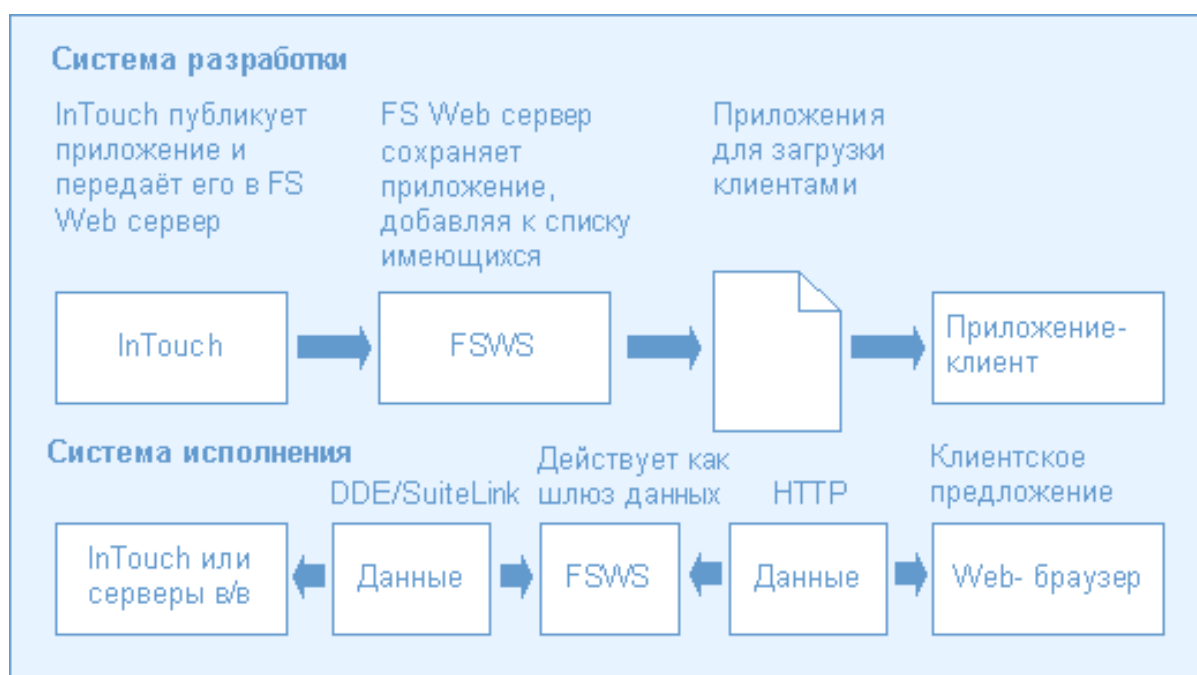 Система разработки
InTouch публикует
приложение и
передаёт его в FS
Web сервер
FS Web сервер
сохраняет
приложение,
добавляя к списку
имеющихся
Приложения
для загрузки
клиентами
InTouch
FSWS
Приложение-
клиент
Система исполнения
DDE/SuiteLink
Действует как
шлюз данных
HTTP
Клиентское
предложение
InTouch или
серверы в/в
Данные
FSWS
Данные
Web- браузер